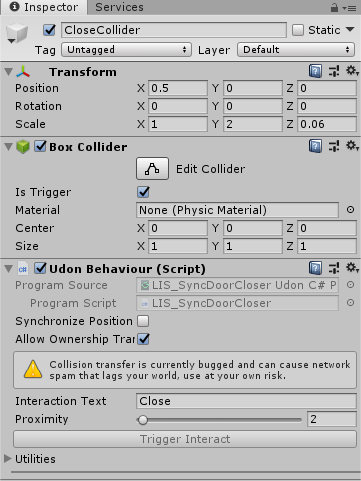 Inspector Services
CloseCollider Static
Tag Untagged Layer Default
Transform
Position X 0.5 Y 0 Z 0
Rotation X 0 Y 0 Z 0
Scale X 1 Y 2 Z 0.06
Box Collider
Edit Collider
Is Trigger
Material None (Physic Material)
Center X 0 Y 0 Z 0
Size X 1 Y 1 Z 1
Udon Behaviour (Script)
Program Source LIS_SyncDoorCloser Udon C# P
Program Script LIS_SyncDoorCloser
Synchronize Position
Allow Ownership Tran
Collision transfer is currently bugged and can cause network
spam that lags your world, use at your own risk.
Interaction Text Close
Proximity 2
Trigger Interact
Utilities